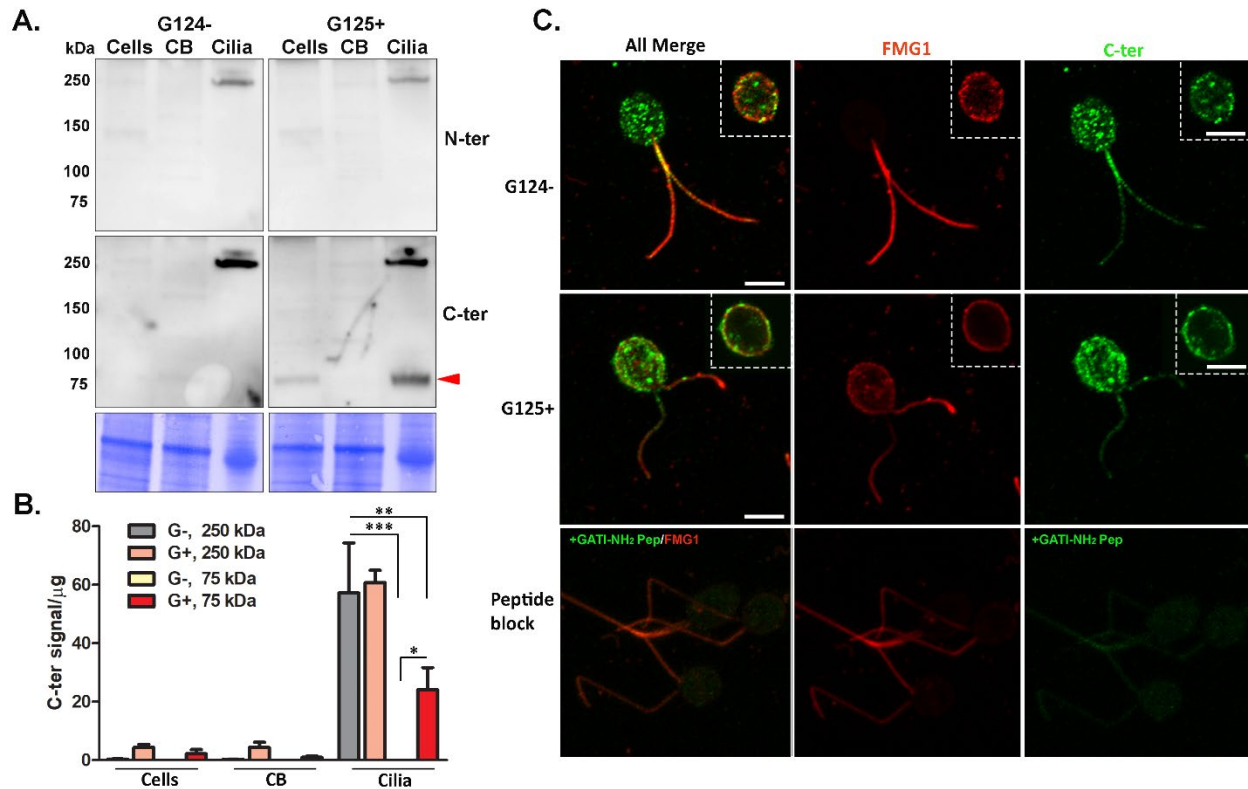 A.
G124-
G125+
kDa
Cells
CB
Cilia
Cells
CB
Cilia
250
150
100
75
N-ter
250
150
100
75
C-ter
B.
G-, 250 kDa
G+, 250 kDa
G-, 75 kDa
G+, 75 kDa
**
***
*
C-ter signal/µg
80
60
40
20
0
Cells
CB
Cilia
C.
All Merge
FMG1
C-ter
G124-
G125+
Peptide
block
+GATI-NH₂ Pep/FMG1
+GATI-NH₂ Pep